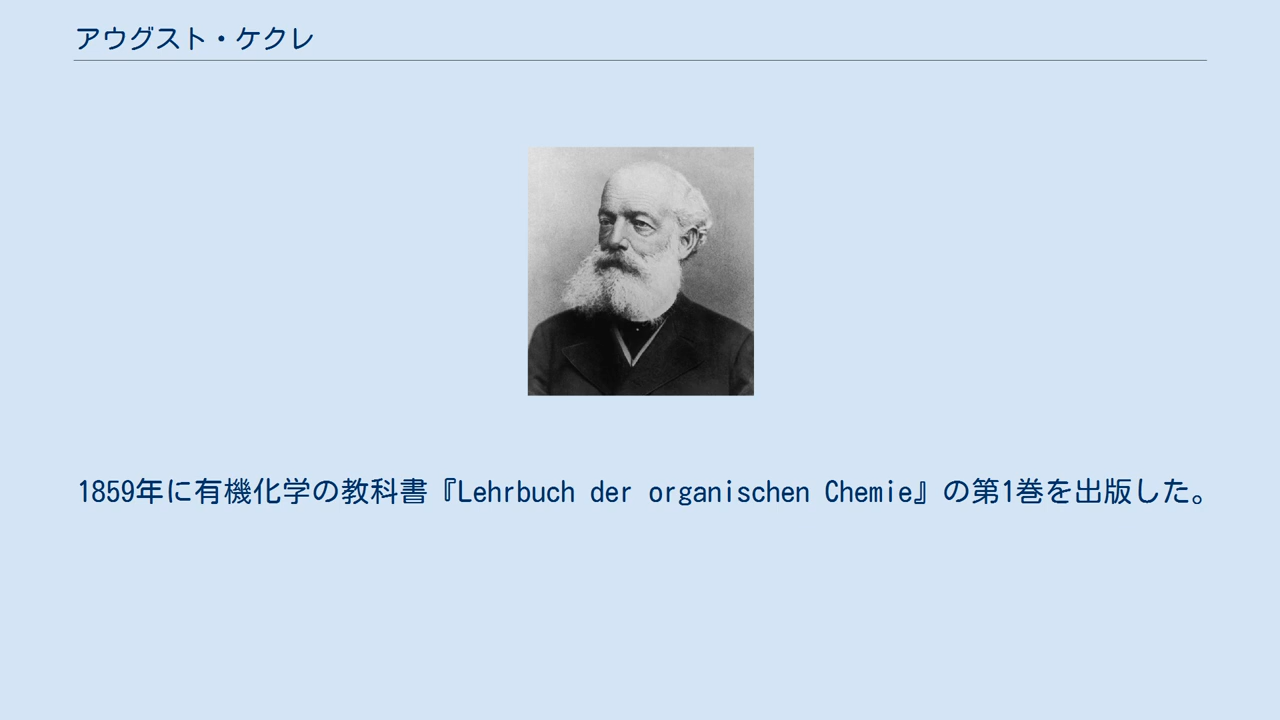 アウグスト・ケクレ
1859年に有機化学の教科書『Lehrbuch der organischen Chemie』の第1巻を出版した。